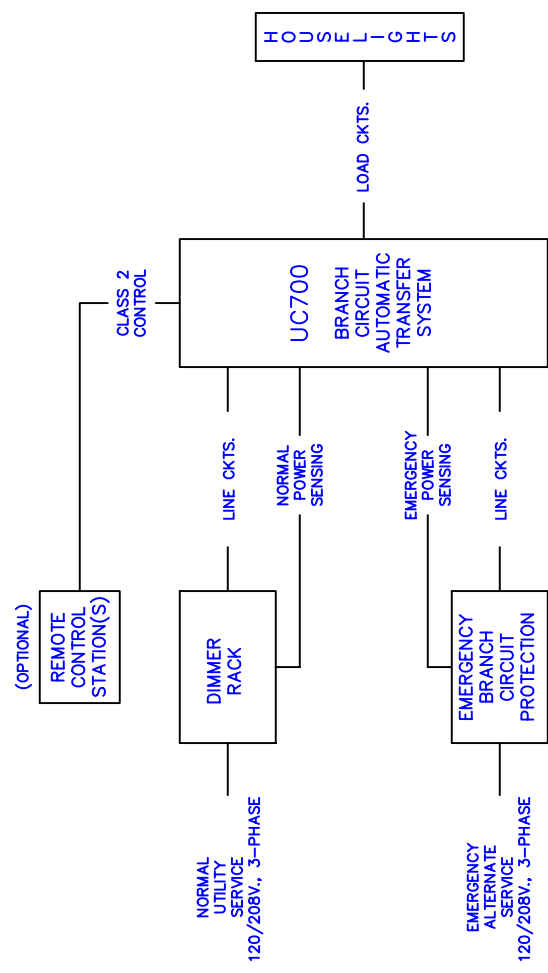 (OPTIONAL)
REMOTE
CONTROL
STATION(S)
CLASS 2
CONTROL
NORMAL
UTILITY
SERVICE
120/208V., 3-PHASE
DIMMER
RACK
LINE CKTS.
NORMAL
POWER
SENSING
UC700
BRANCH
CIRCUIT
AUTOMATIC
TRANSFER
SYSTEM
LOAD CKTS.
HOUSELIGHTS
EMERGENCY
POWER
SENSING
EMERGENCY
ALTERNATE
SERVICE
120/208V., 3-PHASE
EMERGENCY
BRANCH
CIRCUIT
PROTECTION
LINE CKTS.